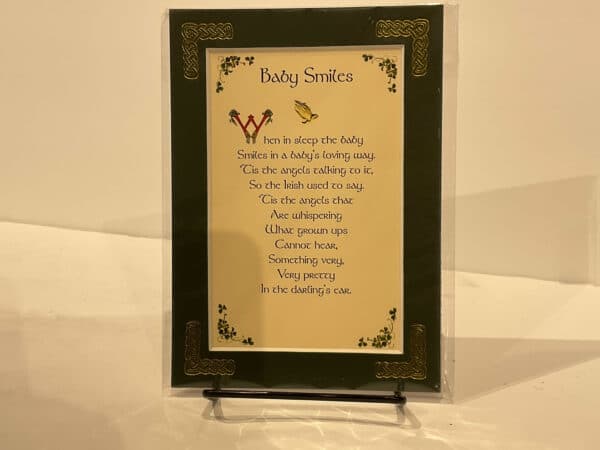 Baby Smiles
When in sleep the baby
Smiles in a baby's loving way.
'Tis the angels talking to it,
So the Irish used to say.
'Tis the angels that
Are whispering
What grown ups
Cannot hear,
Something very,
Very pretty
In the darling's ear.